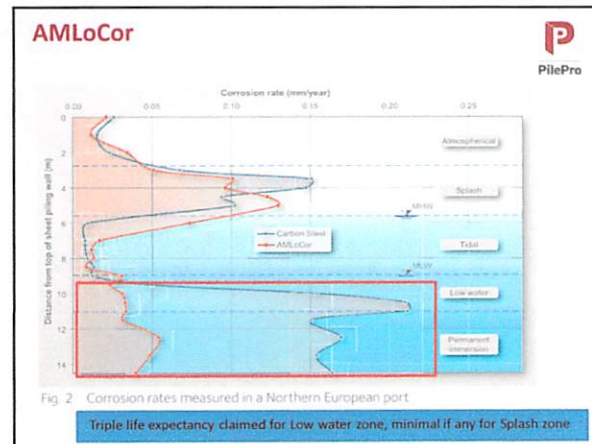 AMLoCor
PilePro
Corrosion rate (mm/year)
0.00 0.05 0.10 0.15 0.20 0.25
Distance from top of sheet piling wall [m]
0
2
4
6
8
10
12
14
Atmospherical
Splash
MHW
Tidal
Carbon Steel
AMLoCor
MLW
Low water
Permanent
immersion
Fig. 2 Corrosion rates measured in a Northern European port
Triple life expectancy claimed for Low water zone, minimal if any for Splash zone